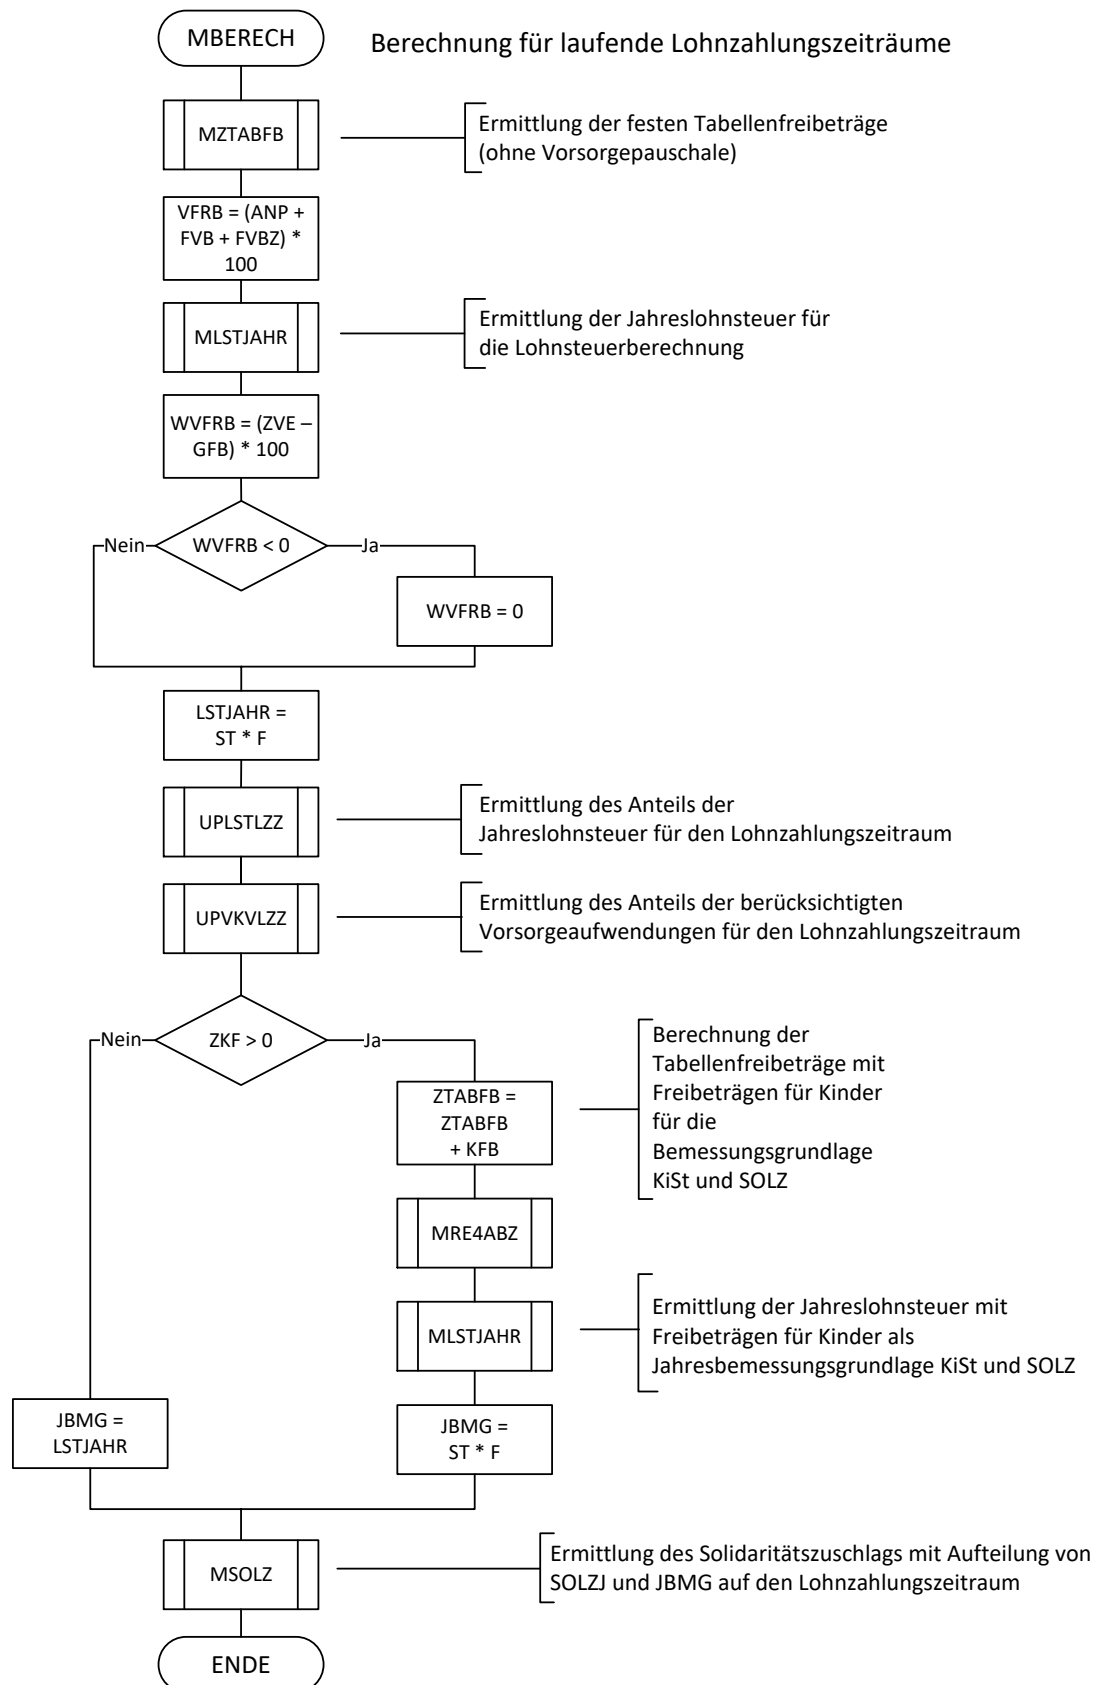 MBERECH
Berechnung für laufende Lohnzahlungszeiträume
MZTABFB
Ermittlung der festen Tabellenfreibeträge
(ohne Vorsorgepauschale)
VFRB = (ANP +
FVB + FVBZ) *
100
MLSTJAHR
Ermittlung der Jahreslohnsteuer für
die Lohnsteuerberechnung
WVFRB = (ZVE –
GFB) * 100
Nein
WVFRB < 0
Ja
WVFRB = 0
LSTJAHR =
ST * F
UPLSTLZZ
Ermittlung des Anteils der
Jahreslohnsteuer für den Lohnzahlungszeitraum
UPVKVLZZ
Ermittlung des Anteils der berücksichtigten
Vorsorgeaufwendungen für den Lohnzahlungszeitraum
Nein
ZKF > 0
Ja
ZTABFB =
ZTABFB
+ KFB
Berechnung der
Tabellenfreibeträge mit
Freibeträgen für Kinder
für die
Bemessungsgrundlage
KiSt und SOLZ
MRE4ABZ
MLSTJAHR
Ermittlung der Jahreslohnsteuer mit
Freibeträgen für Kinder als
Jahresbemessungsgrundlage KiSt und SOLZ
JBMG =
LSTJAHR
JBMG =
ST * F
MSOLZ
Ermittlung des Solidaritätszuschlags mit Aufteilung von
SOLZJ und JBMG auf den Lohnzahlungszeitraum
ENDE